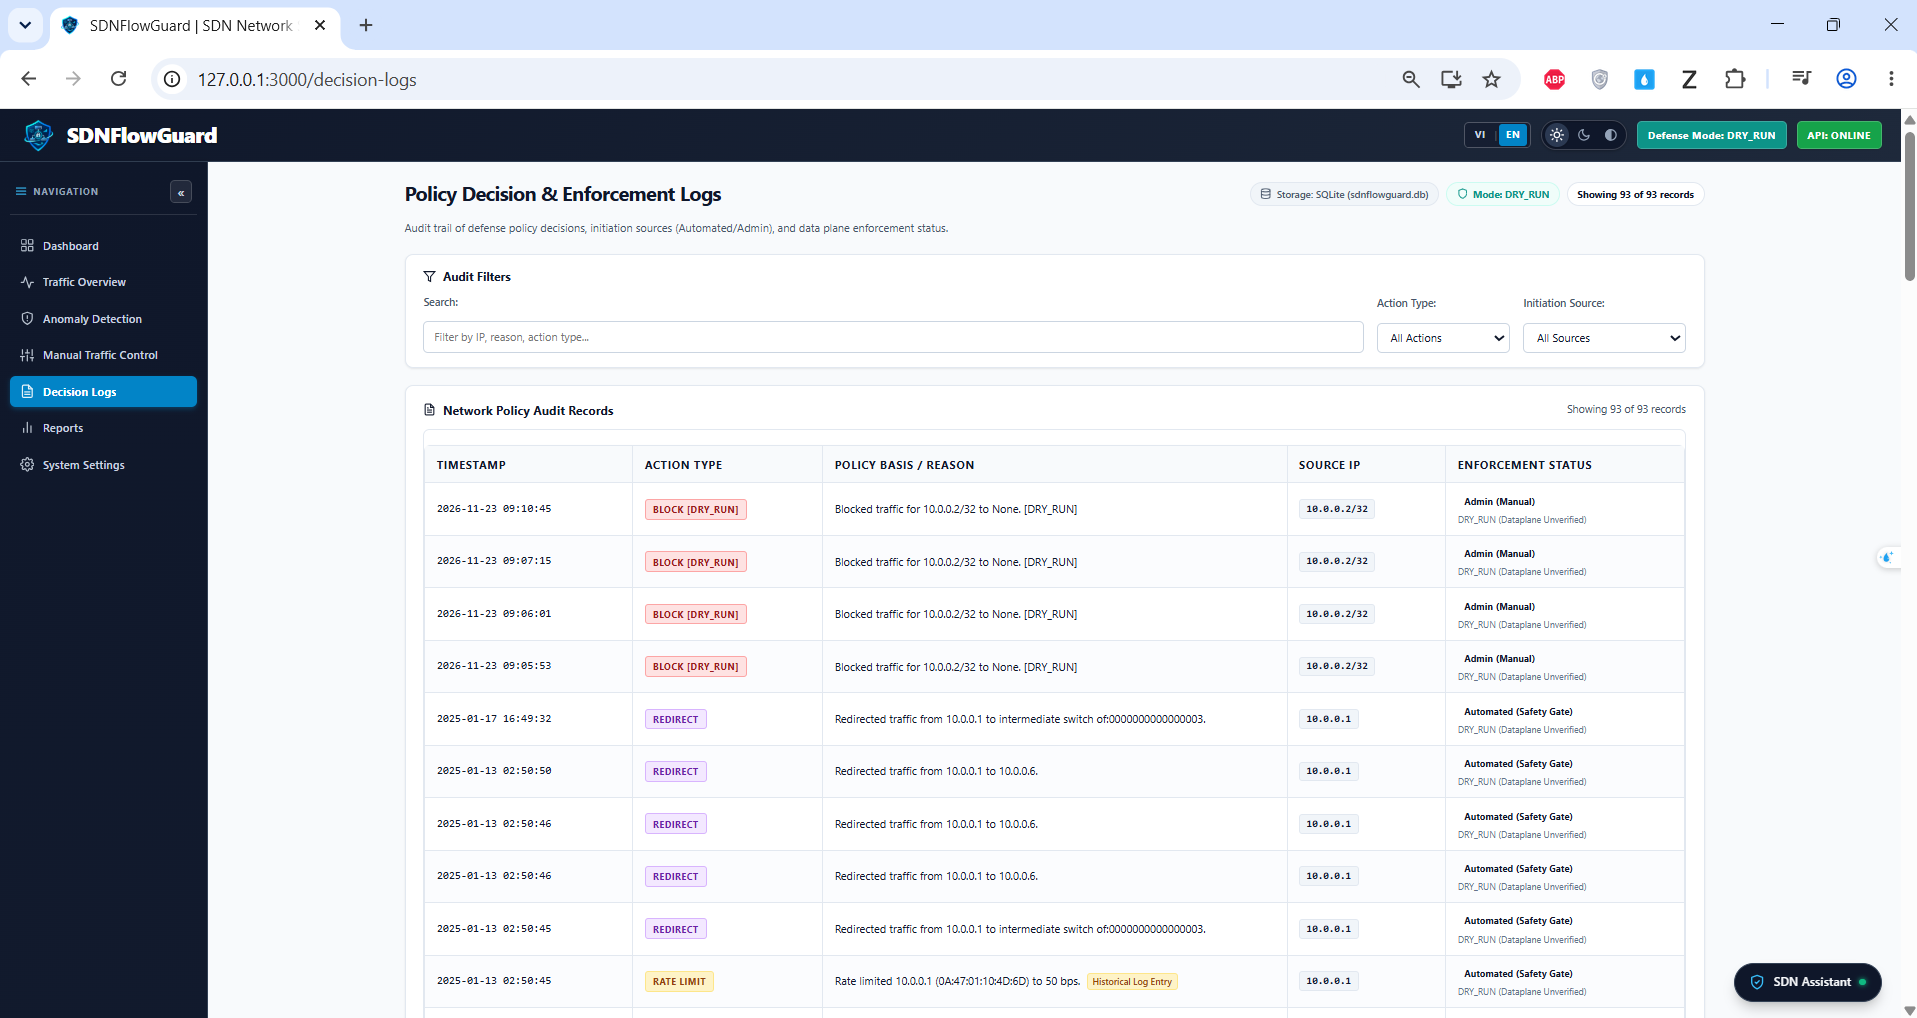 SDNFlowGuard | SDN Network
127.0.0.1:3000/decision-logs
ABP
Z
SDNFlowGuard
VI | EN
Defense Mode: DRY_RUN
API: ONLINE
NAVIGATION
«
Dashboard
Traffic Overview
Anomaly Detection
Manual Traffic Control
Decision Logs
Reports
System Settings
Policy Decision & Enforcement Logs
Storage: SQLite (sdnflowguard.db)
Mode: DRY_RUN
Showing 93 of 93 records
Audit trail of defense policy decisions, initiation sources (Automated/Admin), and data plane enforcement status.
Audit Filters
Search:
Action Type:
Initiation Source:
Filter by IP, reason, action type...
All Actions
All Sources
Network Policy Audit Records
Showing 93 of 93 records
TIMESTAMP ACTION TYPE POLICY BASIS / REASON SOURCE IP ENFORCEMENT STATUS
2026-11-23 09:10:45 BLOCK [DRY_RUN] Blocked traffic for 10.0.0.2/32 to None. [DRY_RUN] 10.0.0.2/32 Admin (Manual)
DRY_RUN (Dataplane Unverified)
2026-11-23 09:07:15 BLOCK [DRY_RUN] Blocked traffic for 10.0.0.2/32 to None. [DRY_RUN] 10.0.0.2/32 Admin (Manual)
DRY_RUN (Dataplane Unverified)
2026-11-23 09:06:01 BLOCK [DRY_RUN] Blocked traffic for 10.0.0.2/32 to None. [DRY_RUN] 10.0.0.2/32 Admin (Manual)
DRY_RUN (Dataplane Unverified)
2026-11-23 09:05:53 BLOCK [DRY_RUN] Blocked traffic for 10.0.0.2/32 to None. [DRY_RUN] 10.0.0.2/32 Admin (Manual)
DRY_RUN (Dataplane Unverified)
2025-01-17 16:49:32 REDIRECT Redirected traffic from 10.0.0.1 to intermediate switch of:0000000000000003. 10.0.0.1 Automated (Safety Gate)
DRY_RUN (Dataplane Unverified)
2025-01-13 02:50:50 REDIRECT Redirected traffic from 10.0.0.1 to 10.0.0.6. 10.0.0.1 Automated (Safety Gate)
DRY_RUN (Dataplane Unverified)
2025-01-13 02:50:46 REDIRECT Redirected traffic from 10.0.0.1 to 10.0.0.6. 10.0.0.1 Automated (Safety Gate)
DRY_RUN (Dataplane Unverified)
2025-01-13 02:50:46 REDIRECT Redirected traffic from 10.0.0.1 to 10.0.0.6. 10.0.0.1 Automated (Safety Gate)
DRY_RUN (Dataplane Unverified)
2025-01-13 02:50:45 REDIRECT Redirected traffic from 10.0.0.1 to intermediate switch of:0000000000000003. 10.0.0.1 Automated (Safety Gate)
DRY_RUN (Dataplane Unverified)
2025-01-13 02:50:45 RATE LIMIT Rate limited 10.0.0.1 (0A:47:01:10:4D:6D) to 50 bps. Historical Log Entry 10.0.0.1 Automated (Safety Gate)
DRY_RUN (Dataplane Unverified)
SDN Assistant